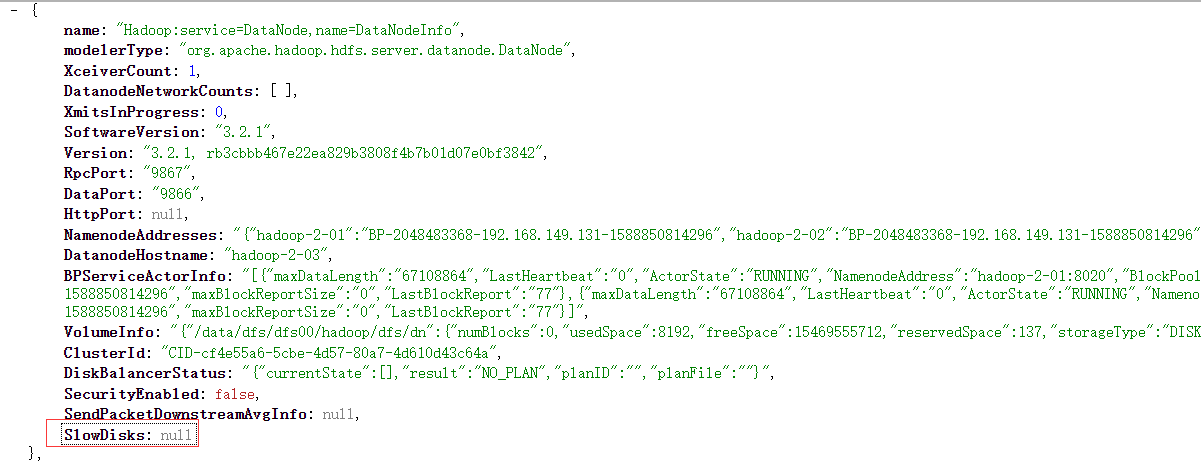 - {
name: "Hadoop:service=DataNode,name=DataNodeInfo",
modelerType: "org.apache.hadoop.hdfs.server.datanode.DataNode",
XceiverCount: 1,
DatanodeNetworkCounts: [ ],
XmitsInProgress: 0,
SoftwareVersion: "3.2.1",
Version: "3.2.1, rb3cbbb467e22ea829b3808f4b7b01d07e0bf3842",
RpcPort: "9867",
DataPort: "9866",
HttpPort: null,
NamenodeAddresses: "{"hadoop-2-01":"BP-2048483368-192.168.149.131-1588850814296","hadoop-2-02":"BP-2048483368-192.168.149.131-1588850814296"
DatanodeHostname: "hadoop-2-03",
BPServiceActorInfo: "[{"maxDataLength":"67108864","LastHeartbeat":"0","ActorState":"RUNNING","NamenodeAddress":"hadoop-2-01:8020","BlockPool
1588850814296","maxBlockReportSize":"0","LastBlockReport":"77"},{"maxDataLength":"67108864","LastHeartbeat":"0","ActorState":"RUNNING","Nameno
1588850814296","maxBlockReportSize":"0","LastBlockReport":"77"}]",
VolumeInfo: "{"/data/dfs/dfs00/hadoop/dfs/dn":{"numBlocks":0,"usedSpace":8192,"freeSpace":15469555712,"reservedSpace":137,"storageType":"DISK
ClusterId: "CID-cf4e55a6-5cbe-4d57-80a7-4d610d43c64a",
DiskBalancerStatus: "{"currentState":[],"result":"NO_PLAN","planID":"","planFile":""}",
SecurityEnabled: false,
SendPacketDownstreamAvgInfo: null,
SlowDisks: null
},